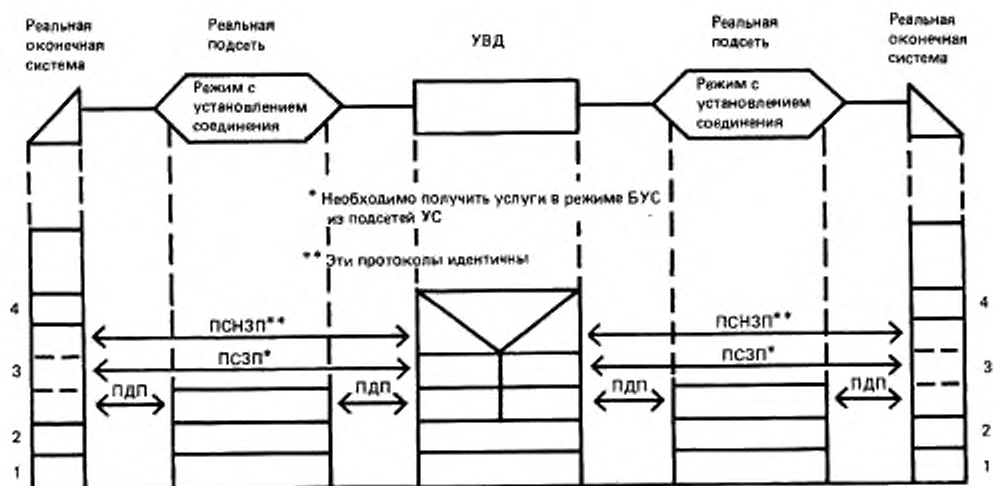 Реальная
оконечная
система
Реальная
подсеть
УВД
Реальная
подсеть
Реальная
оконечная
система
Режим с
установлением
соединения
Режим с
установлением
соединения
* Необходимо получить услуги в режиме БУС
из подсетей УС
** Эти протоколы идентичны
4
ПСНЗП**
ПСНЗП**
4
3
ПСЗП*
ПСЗП*
3
ПДП
ПДП
ПДП
ПДП
2
2
1
1